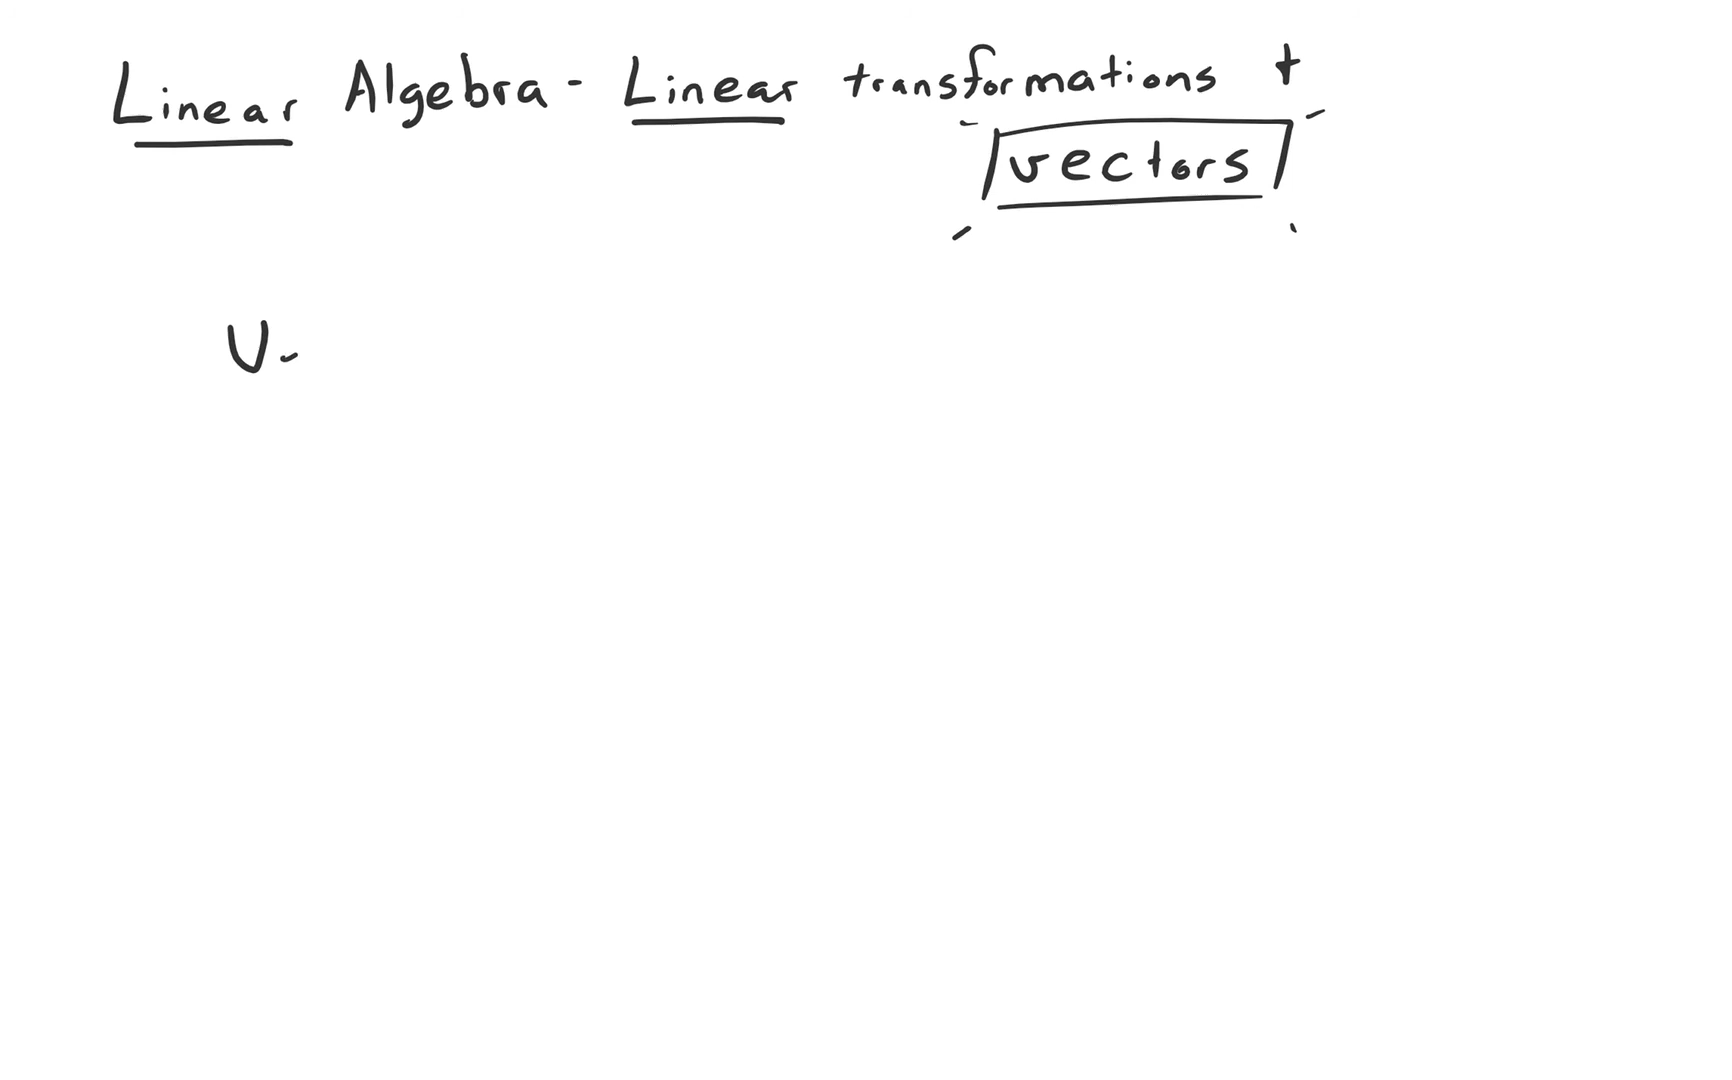 Linear Algebra - Linear transformations +
vectors
V